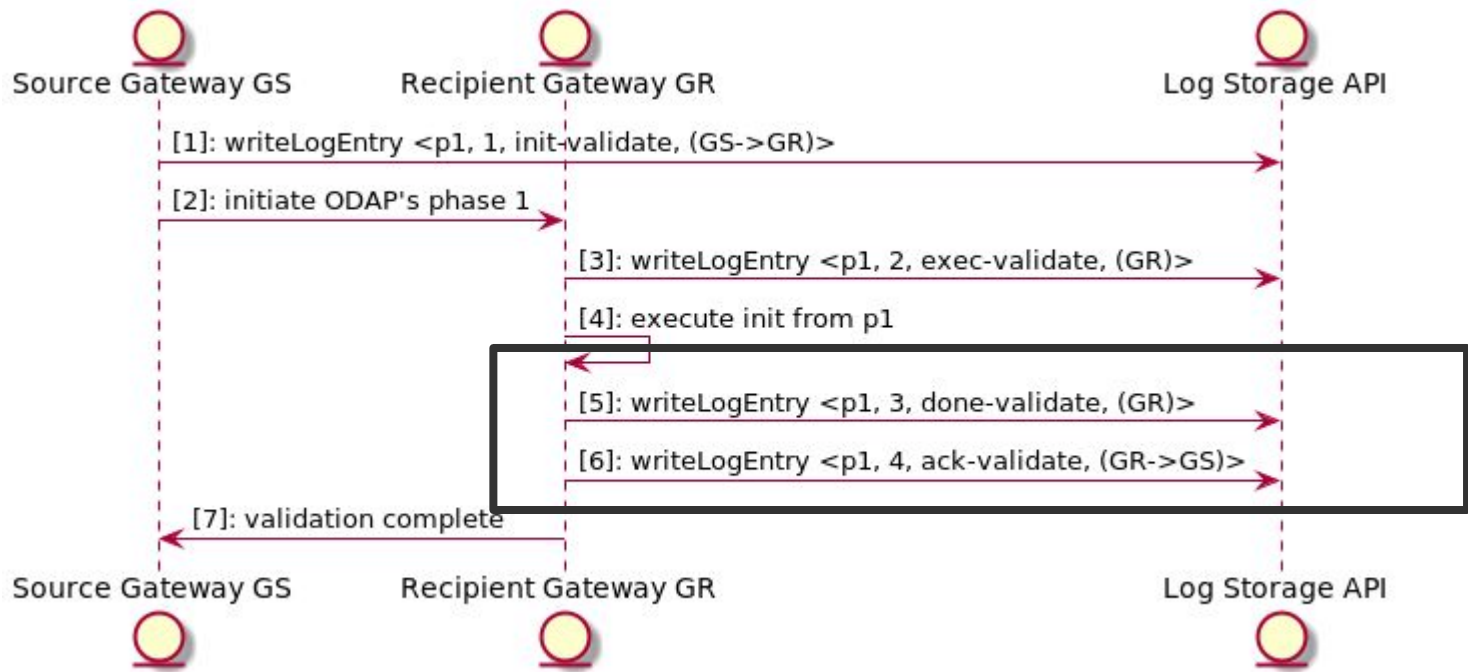 Source Gateway GS Recipient Gateway GR Log Storage API
[1]: writeLogEntry <p1, 1, init-validate, (GS->GR)>
[2]: initiate ODAP's phase 1
[3]: writeLogEntry <p1, 2, exec-validate, (GR)>
[4]: execute init from p1
[5]: writeLogEntry <p1, 3, done-validate, (GR)>
[6]: writeLogEntry <p1, 4, ack-validate, (GR->GS)>
[7]: validation complete
Source Gateway GS Recipient Gateway GR Log Storage API